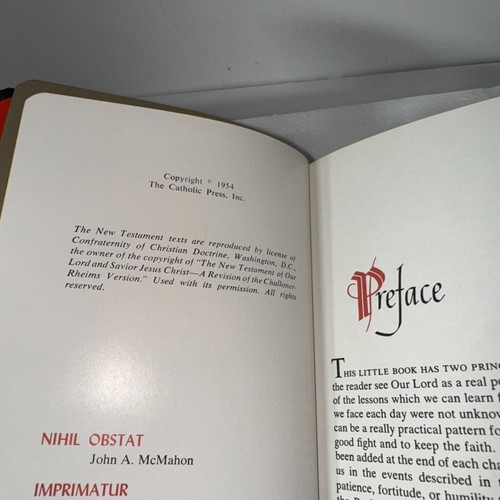 Copyright © 1954
The Catholic Press, Inc.
The New Testament texts are reproduced by license of
Confraternity of Christian Doctrine, Washington, D.C.,
the owner of the copyright of "The New Testament of Our
Lord and Savior Jesus Christ—A Revision of the Challoner-
Rheims Version." Used with its permission. All rights
reserved.
NIHIL OBSTAT
John A. McMahon
IMPRIMATUR
Preface
THIS LITTLE BOOK HAS TWO PRINC
the reader see Our Lord as a real pe
of the lessons which we can learn f
we face each day were not unknow
can be a really practical pattern fo
good fight and to keep the faith.
been added at the end of each cha
us in the events described in
patience, fortitude, or humility